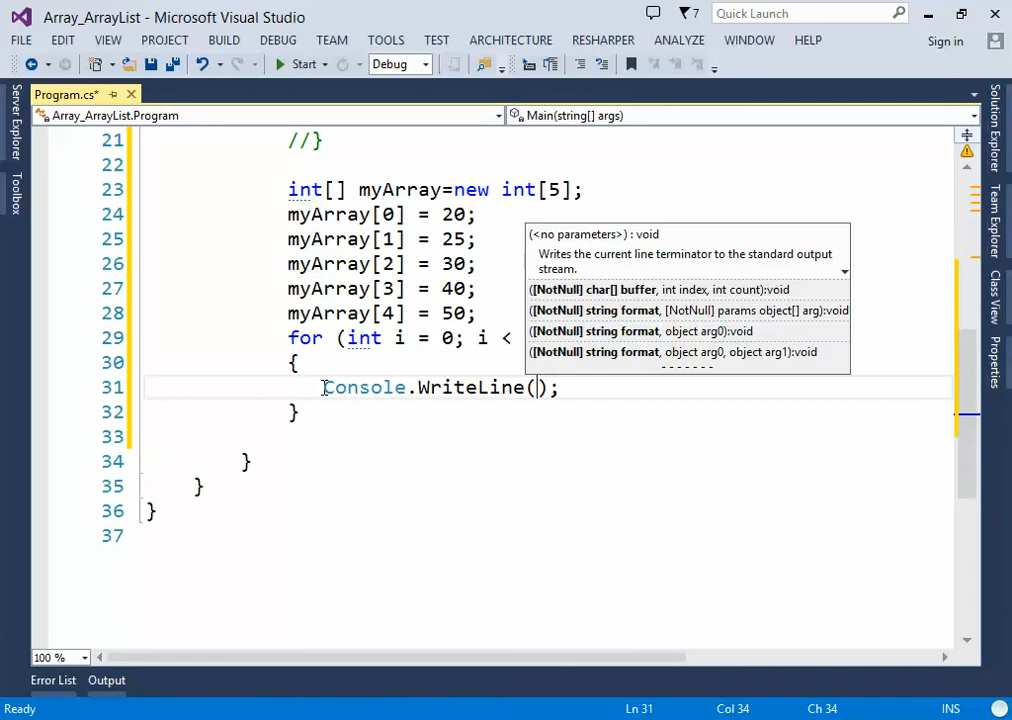 Array_ArrayList - Microsoft Visual Studio
7
Quick Launch
FILE EDIT VIEW PROJECT BUILD DEBUG TEAM TOOLS TEST ARCHITECTURE RESHARPER ANALYZE WINDOW HELP
Sign in
Start Debug
Program.cs*
Array_ArrayList.Program
Main(string[] args)
Server Explorer
Toolbox
Solution Explorer
Team Explorer
Class View
Properties
21 //}
22
23 int[] myArray=new int[5];
24 myArray[0] = 20;
25 myArray[1] = 25;
26 myArray[2] = 30;
27 myArray[3] = 40;
28 myArray[4] = 50;
29 for (int i = 0; i <
30 {
31 Console.WriteLine();
32 }
33
34 }
35 }
36 }
37
(<no parameters>) : void
Writes the current line terminator to the standard output
stream.
([NotNull] char[] buffer, int index, int count):void
([NotNull] string format, [NotNull] params object[] arg):void
([NotNull] string format, object arg0):void
([NotNull] string format, object arg0, object arg1):void
100 %
Error List Output
Ready Ln 31 Col 34 Ch 34 INS